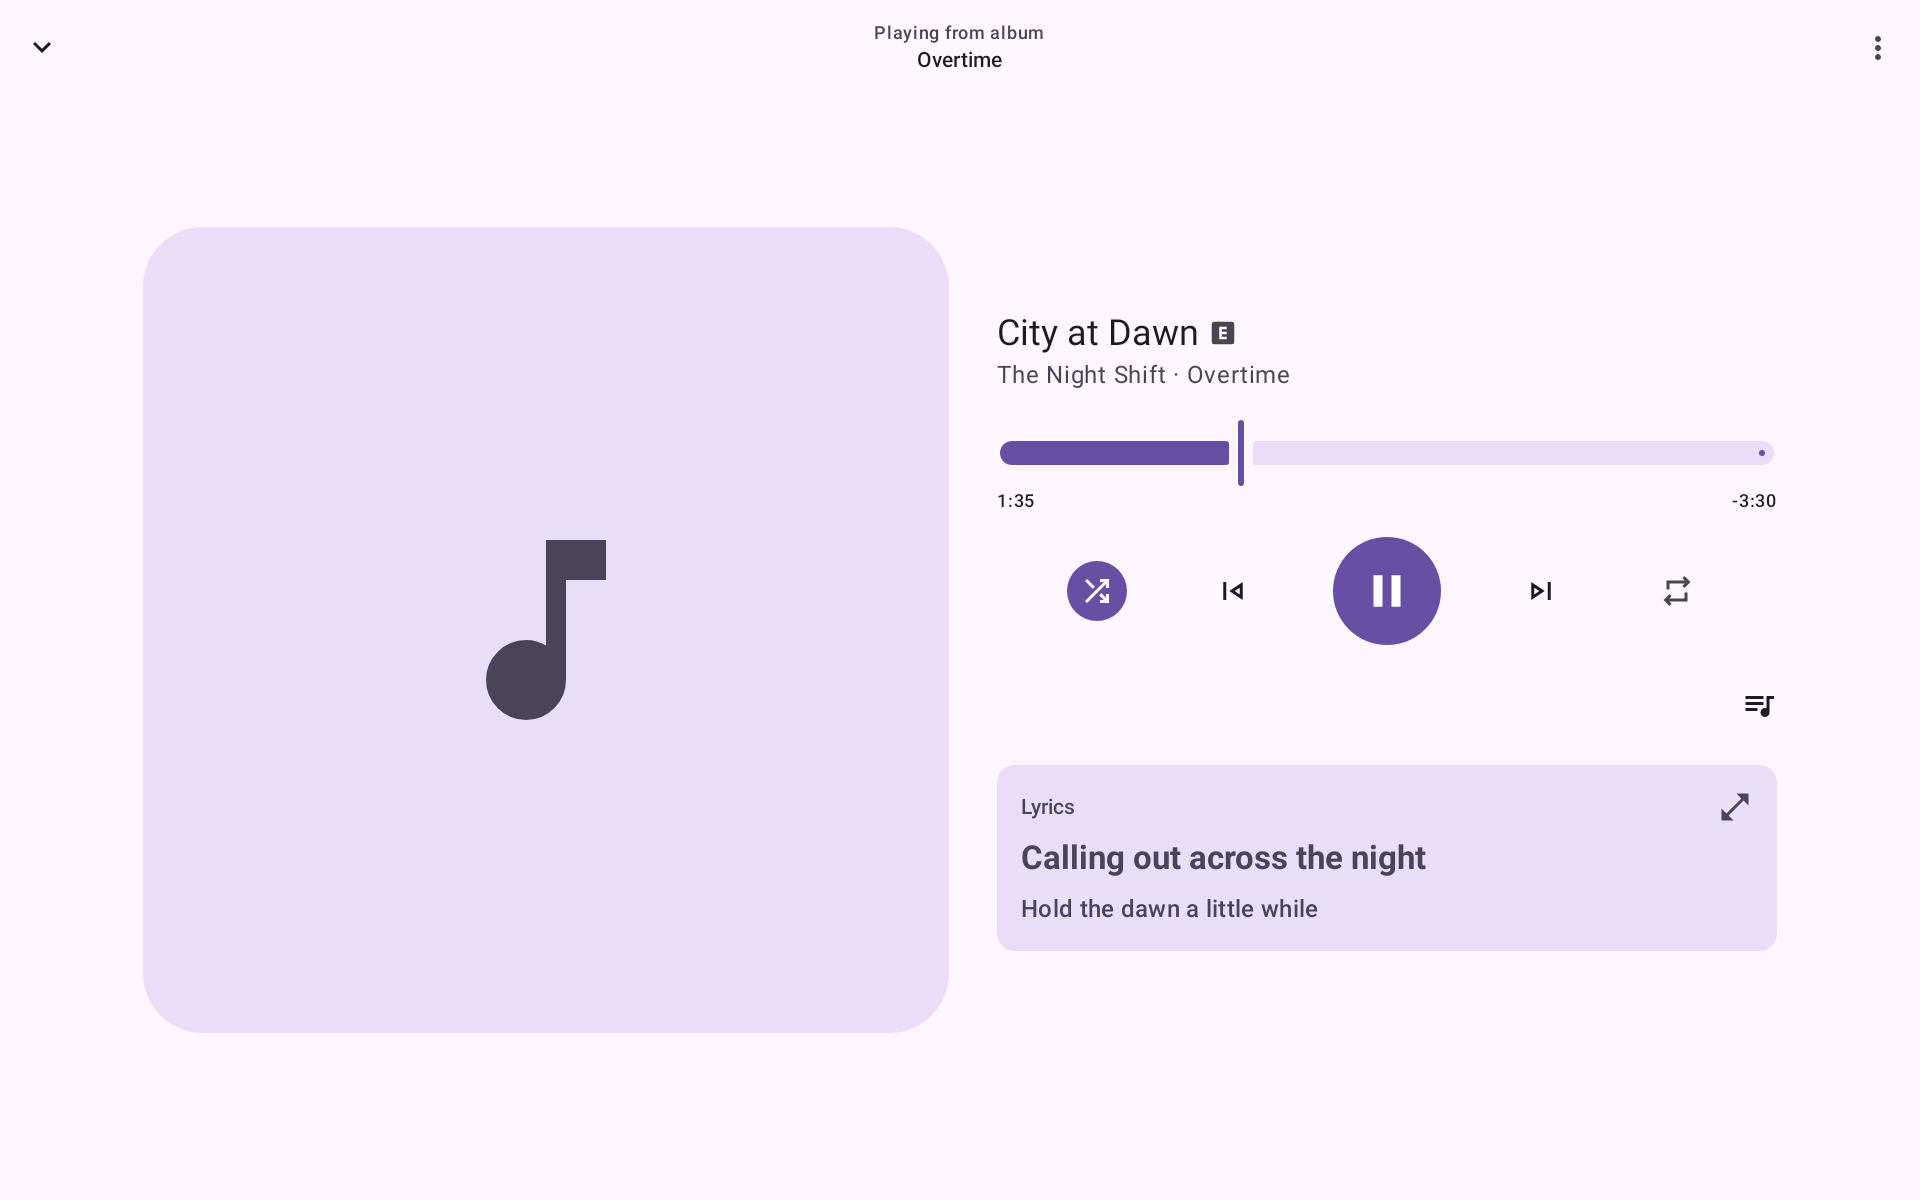 Playing from album
Overtime
City at Dawn E
The Night Shift · Overtime
1:35
-3:30
Lyrics
Calling out across the night
Hold the dawn a little while